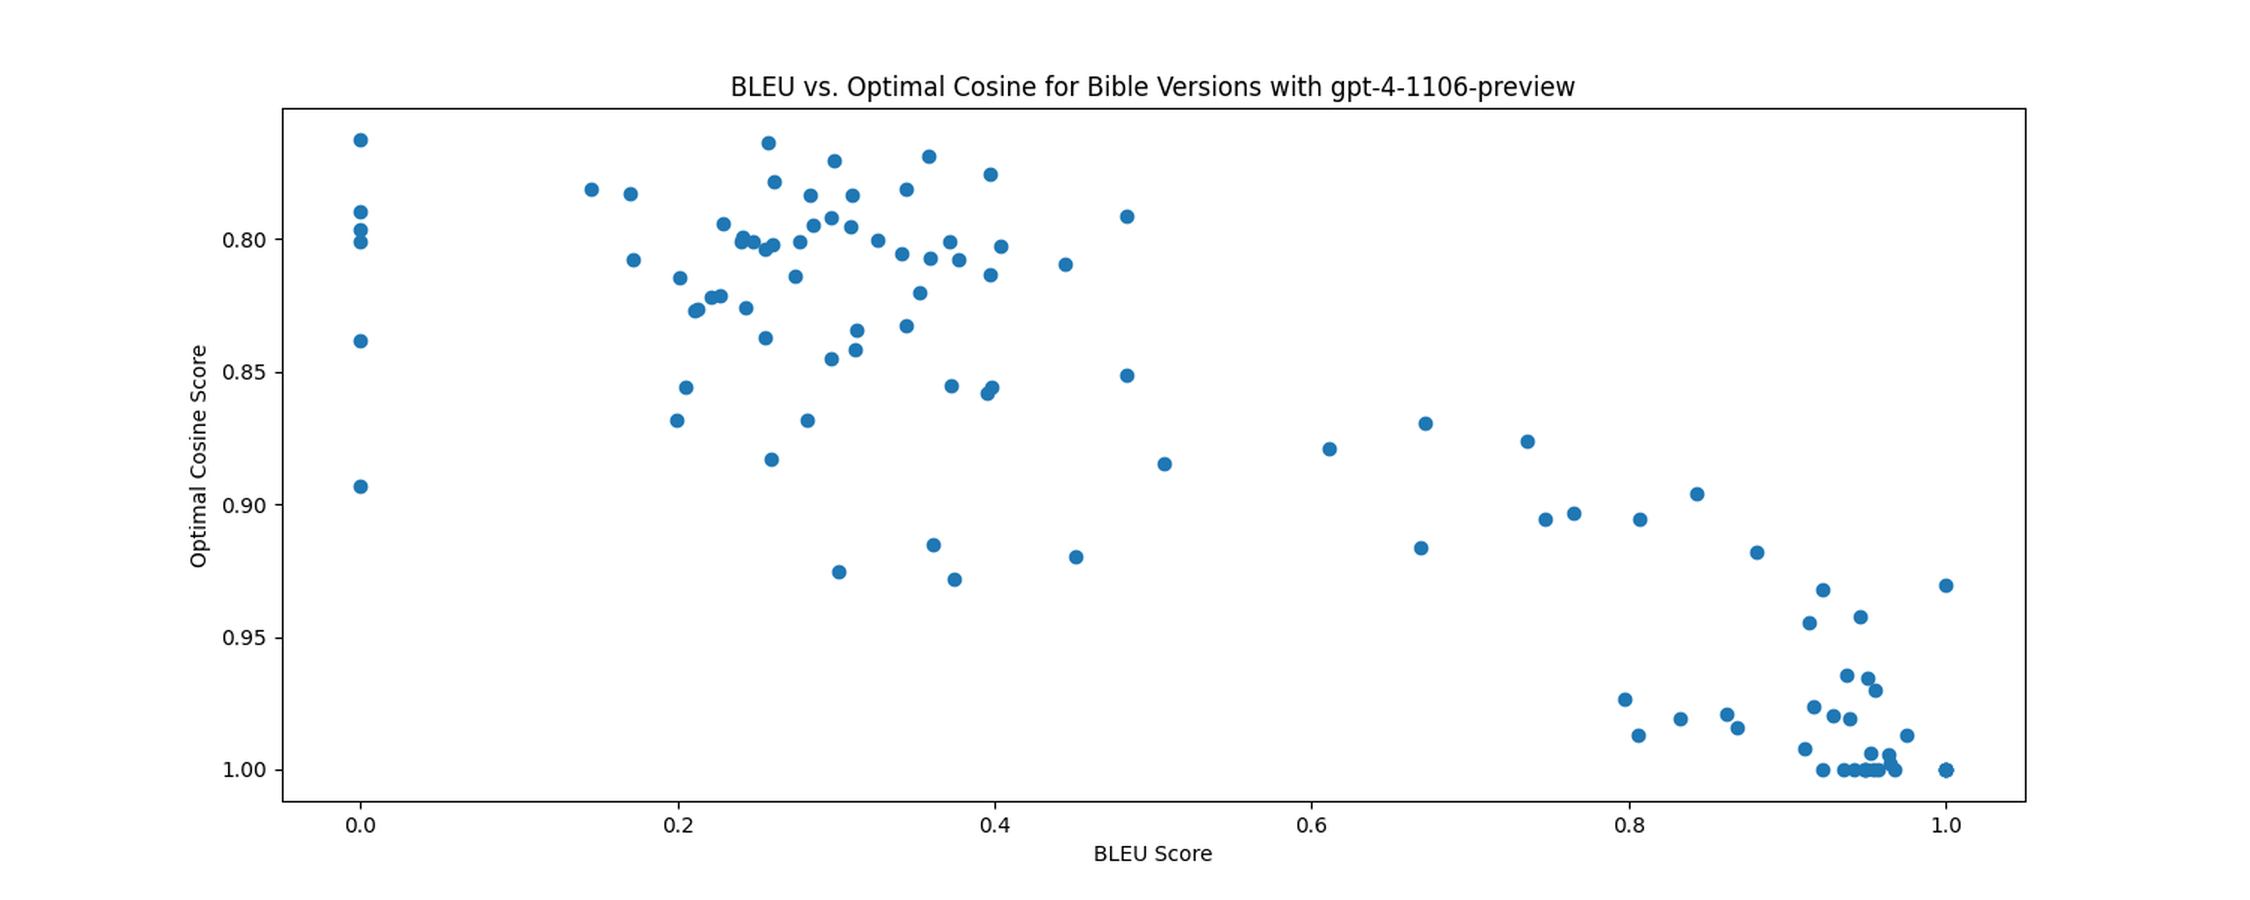 BLEU vs. Optimal Cosine for Bible Versions with gpt-4-1106-preview
Optimal Cosine Score
0.80
0.85
0.90
0.95
1.00
0.0 0.2 0.4 0.6 0.8 1.0
BLEU Score